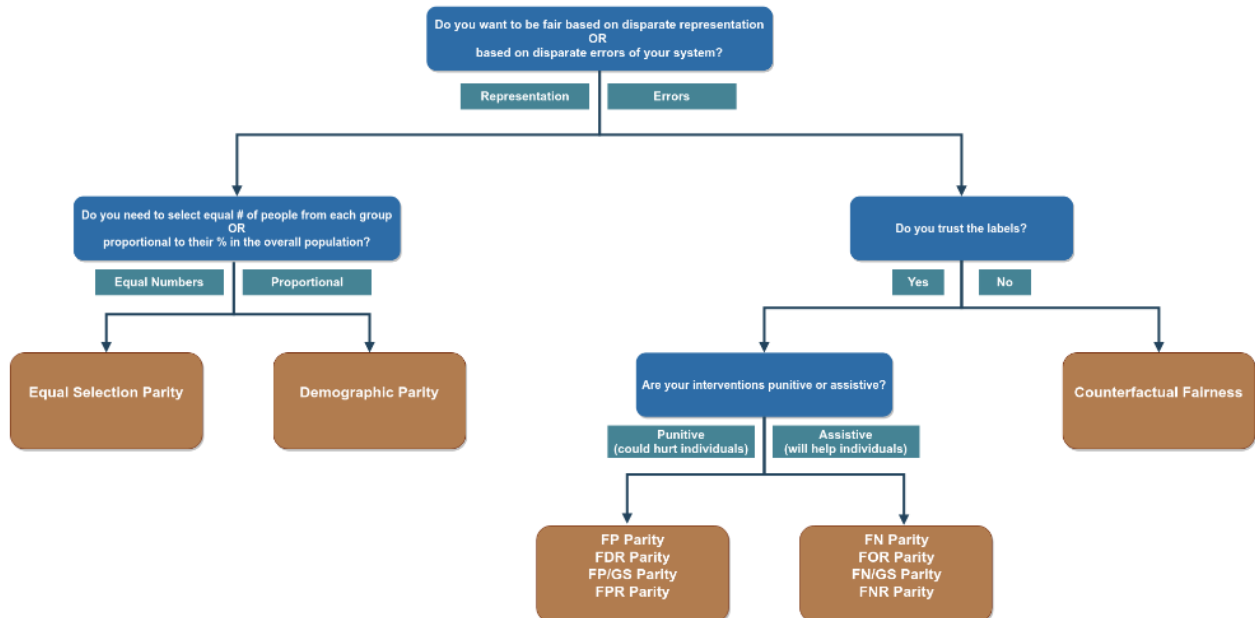 Do you want to be fair based on disparate representation
OR
based on disparate errors of your system?
Representation
Errors
Do you need to select equal # of people from each group
OR
proportional to their % in the overall population?
Do you trust the labels?
Equal Numbers
Proportional
Yes
No
Equal Selection Parity
Demographic Parity
Are your interventions punitive or assistive?
Counterfactual Fairness
Punitive
(could hurt individuals)
Assistive
(will help individuals)
FP Parity
FDR Parity
FP/GS Parity
FPR Parity
FN Parity
FOR Parity
FN/GS Parity
FNR Parity